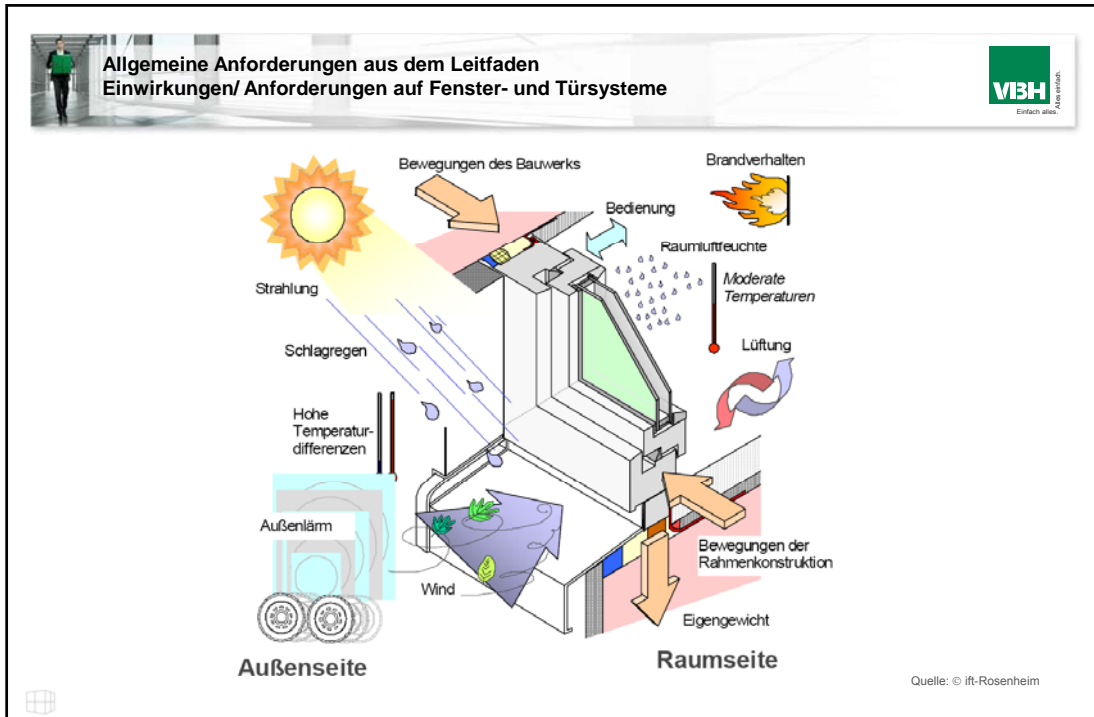 Allgemeine Anforderungen aus dem Leitfaden
Einwirkungen/ Anforderungen auf Fenster- und Türsysteme
VBH
Einfach alles.
Alles einfach.
Bewegungen des Bauwerks
Brandverhalten
Bedienung
Raumluftfeuchte
Strahlung
Moderate
Temperaturen
Schlagregen
Lüftung
Hohe
Temperatur-
differenzen
Außenlärm
Bewegungen der
Rahmenkonstruktion
Wind
Eigengewicht
Außenseite
Raumseite
Quelle: © ift-Rosenheim